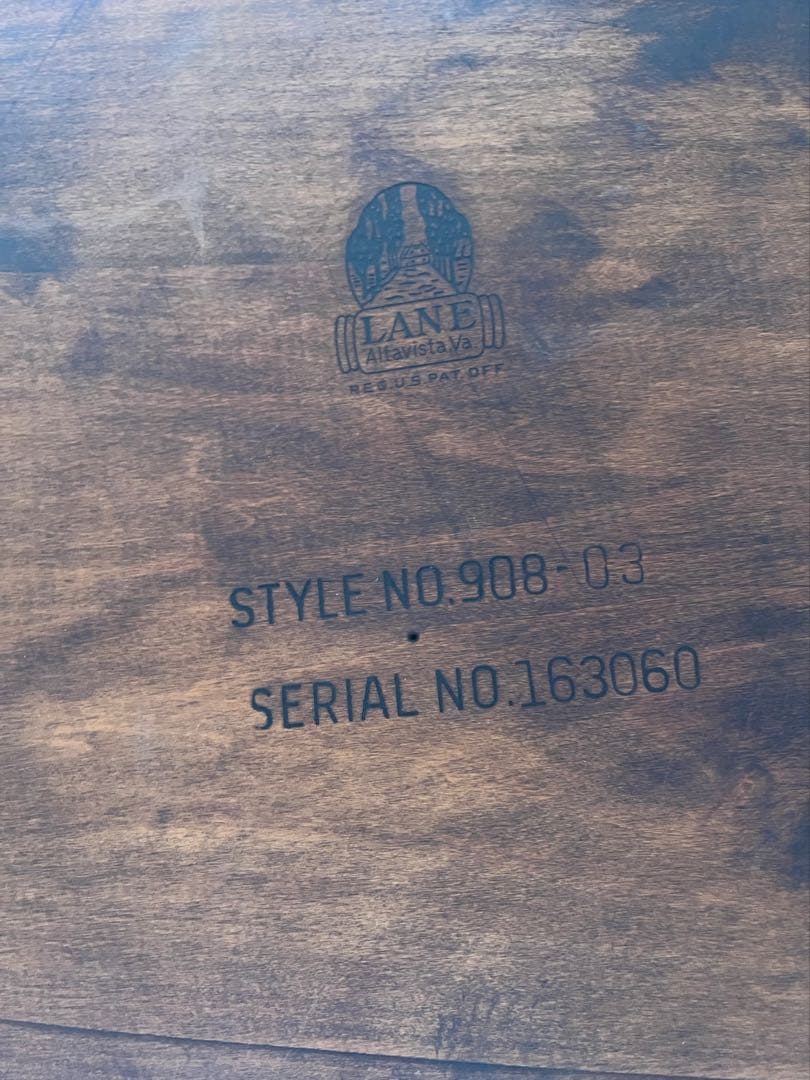 LANE
Altavista, Va.
REG. U.S. PAT. OFF
STYLE NO. 908-03
SERIAL NO. 163060